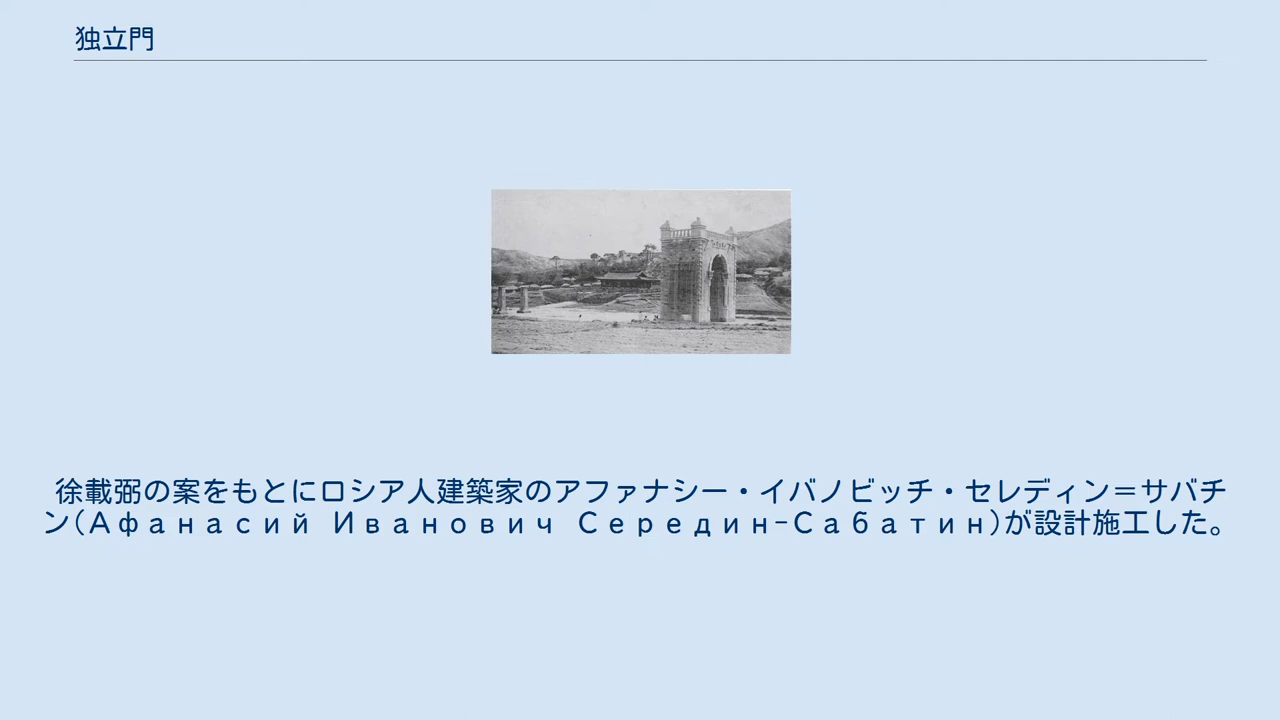 独立門
徐載弼の案をもとにロシア人建築家のアファナシー・イバノビッチ・セレディン＝サバチ
ン(Афанасий Иванович Середин-Сабатин)が設計施工した。